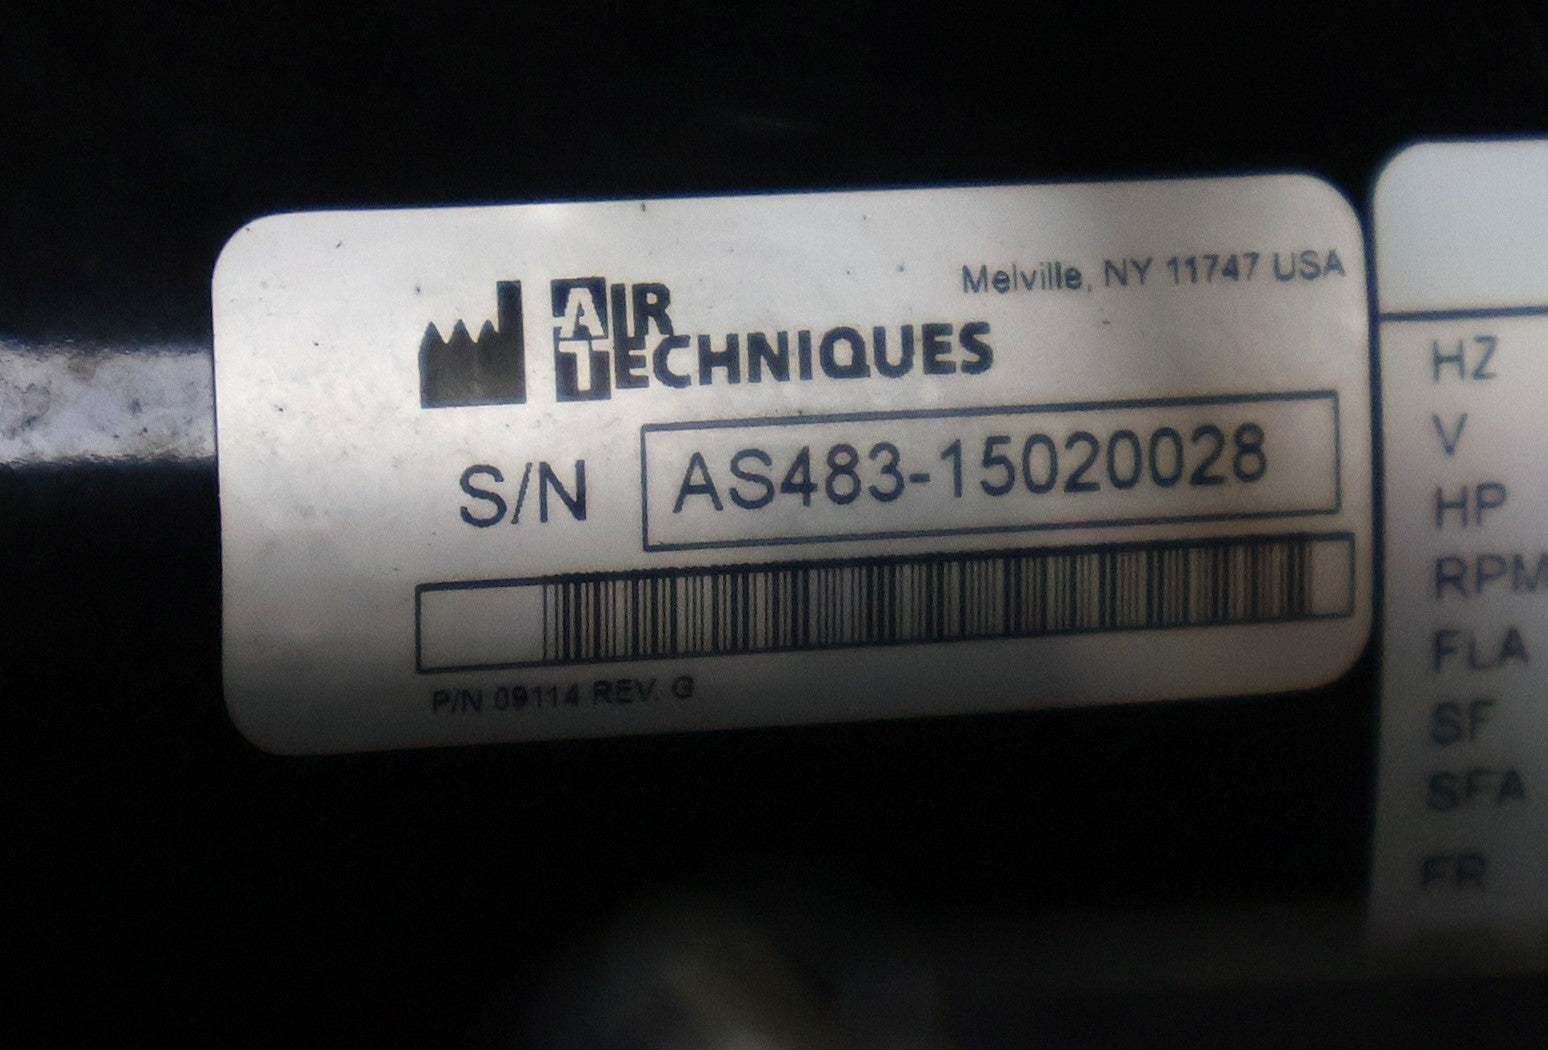 Melville, NY 11747 USA
AIR
TECHNIQUES
S/N AS483-15020028
P/N 09114 REV. G
HZ
V
HP
RPM
FLA
SF
SFA
FR